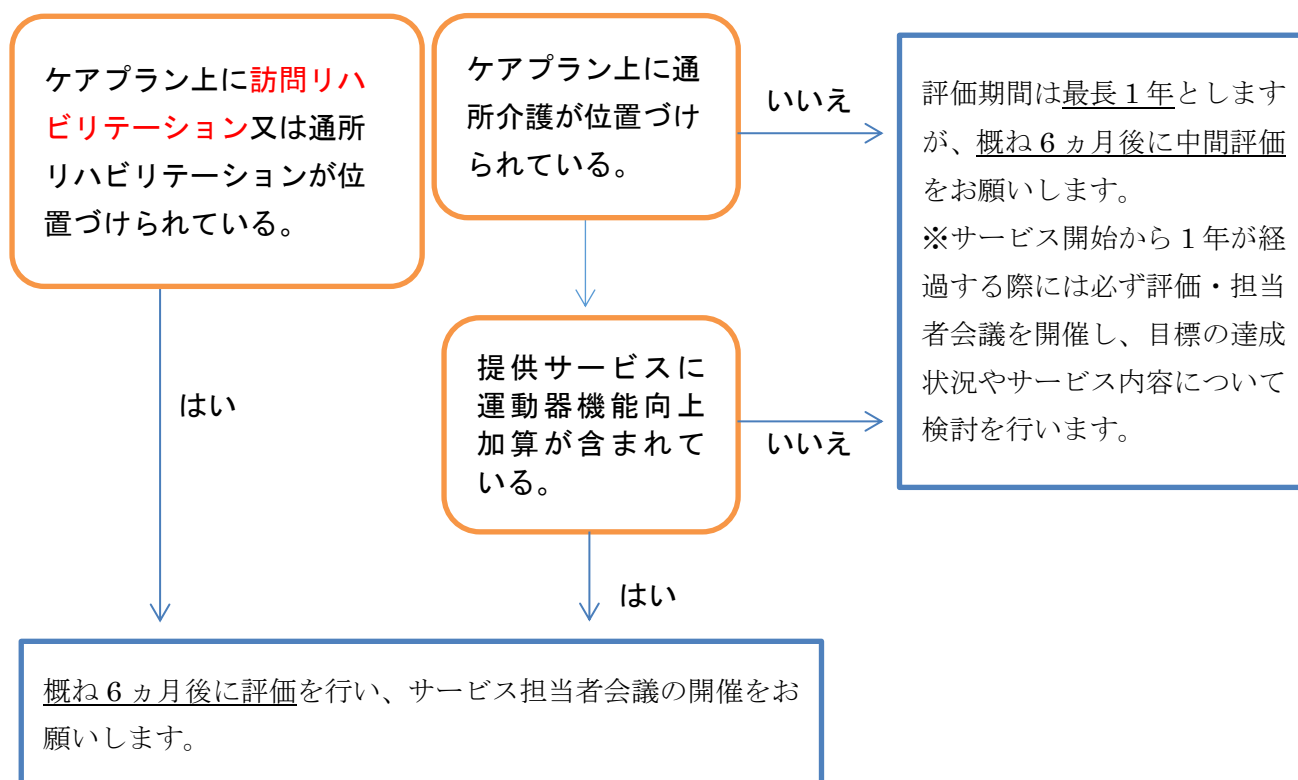 ケアプラン上に訪問リハ
ビリテーション又は通所
リハビリテーションが位
置づけられている。
ケアプラン上に通
所介護が位置づけ
られている。
いいえ
評価期間は最長1年とします
が、概ね6ヵ月後に中間評価
をお願いします。
※サービス開始から1年が経
過する際には必ず評価・担当
者会議を開催し、目標の達成
状況やサービス内容について
検討を行います。
提供サービスに
運動器機能向上
加算が含まれて
いる。
はい
いいえ
はい
概ね6ヵ月後に評価を行い、サービス担当者会議の開催をお
願いします。